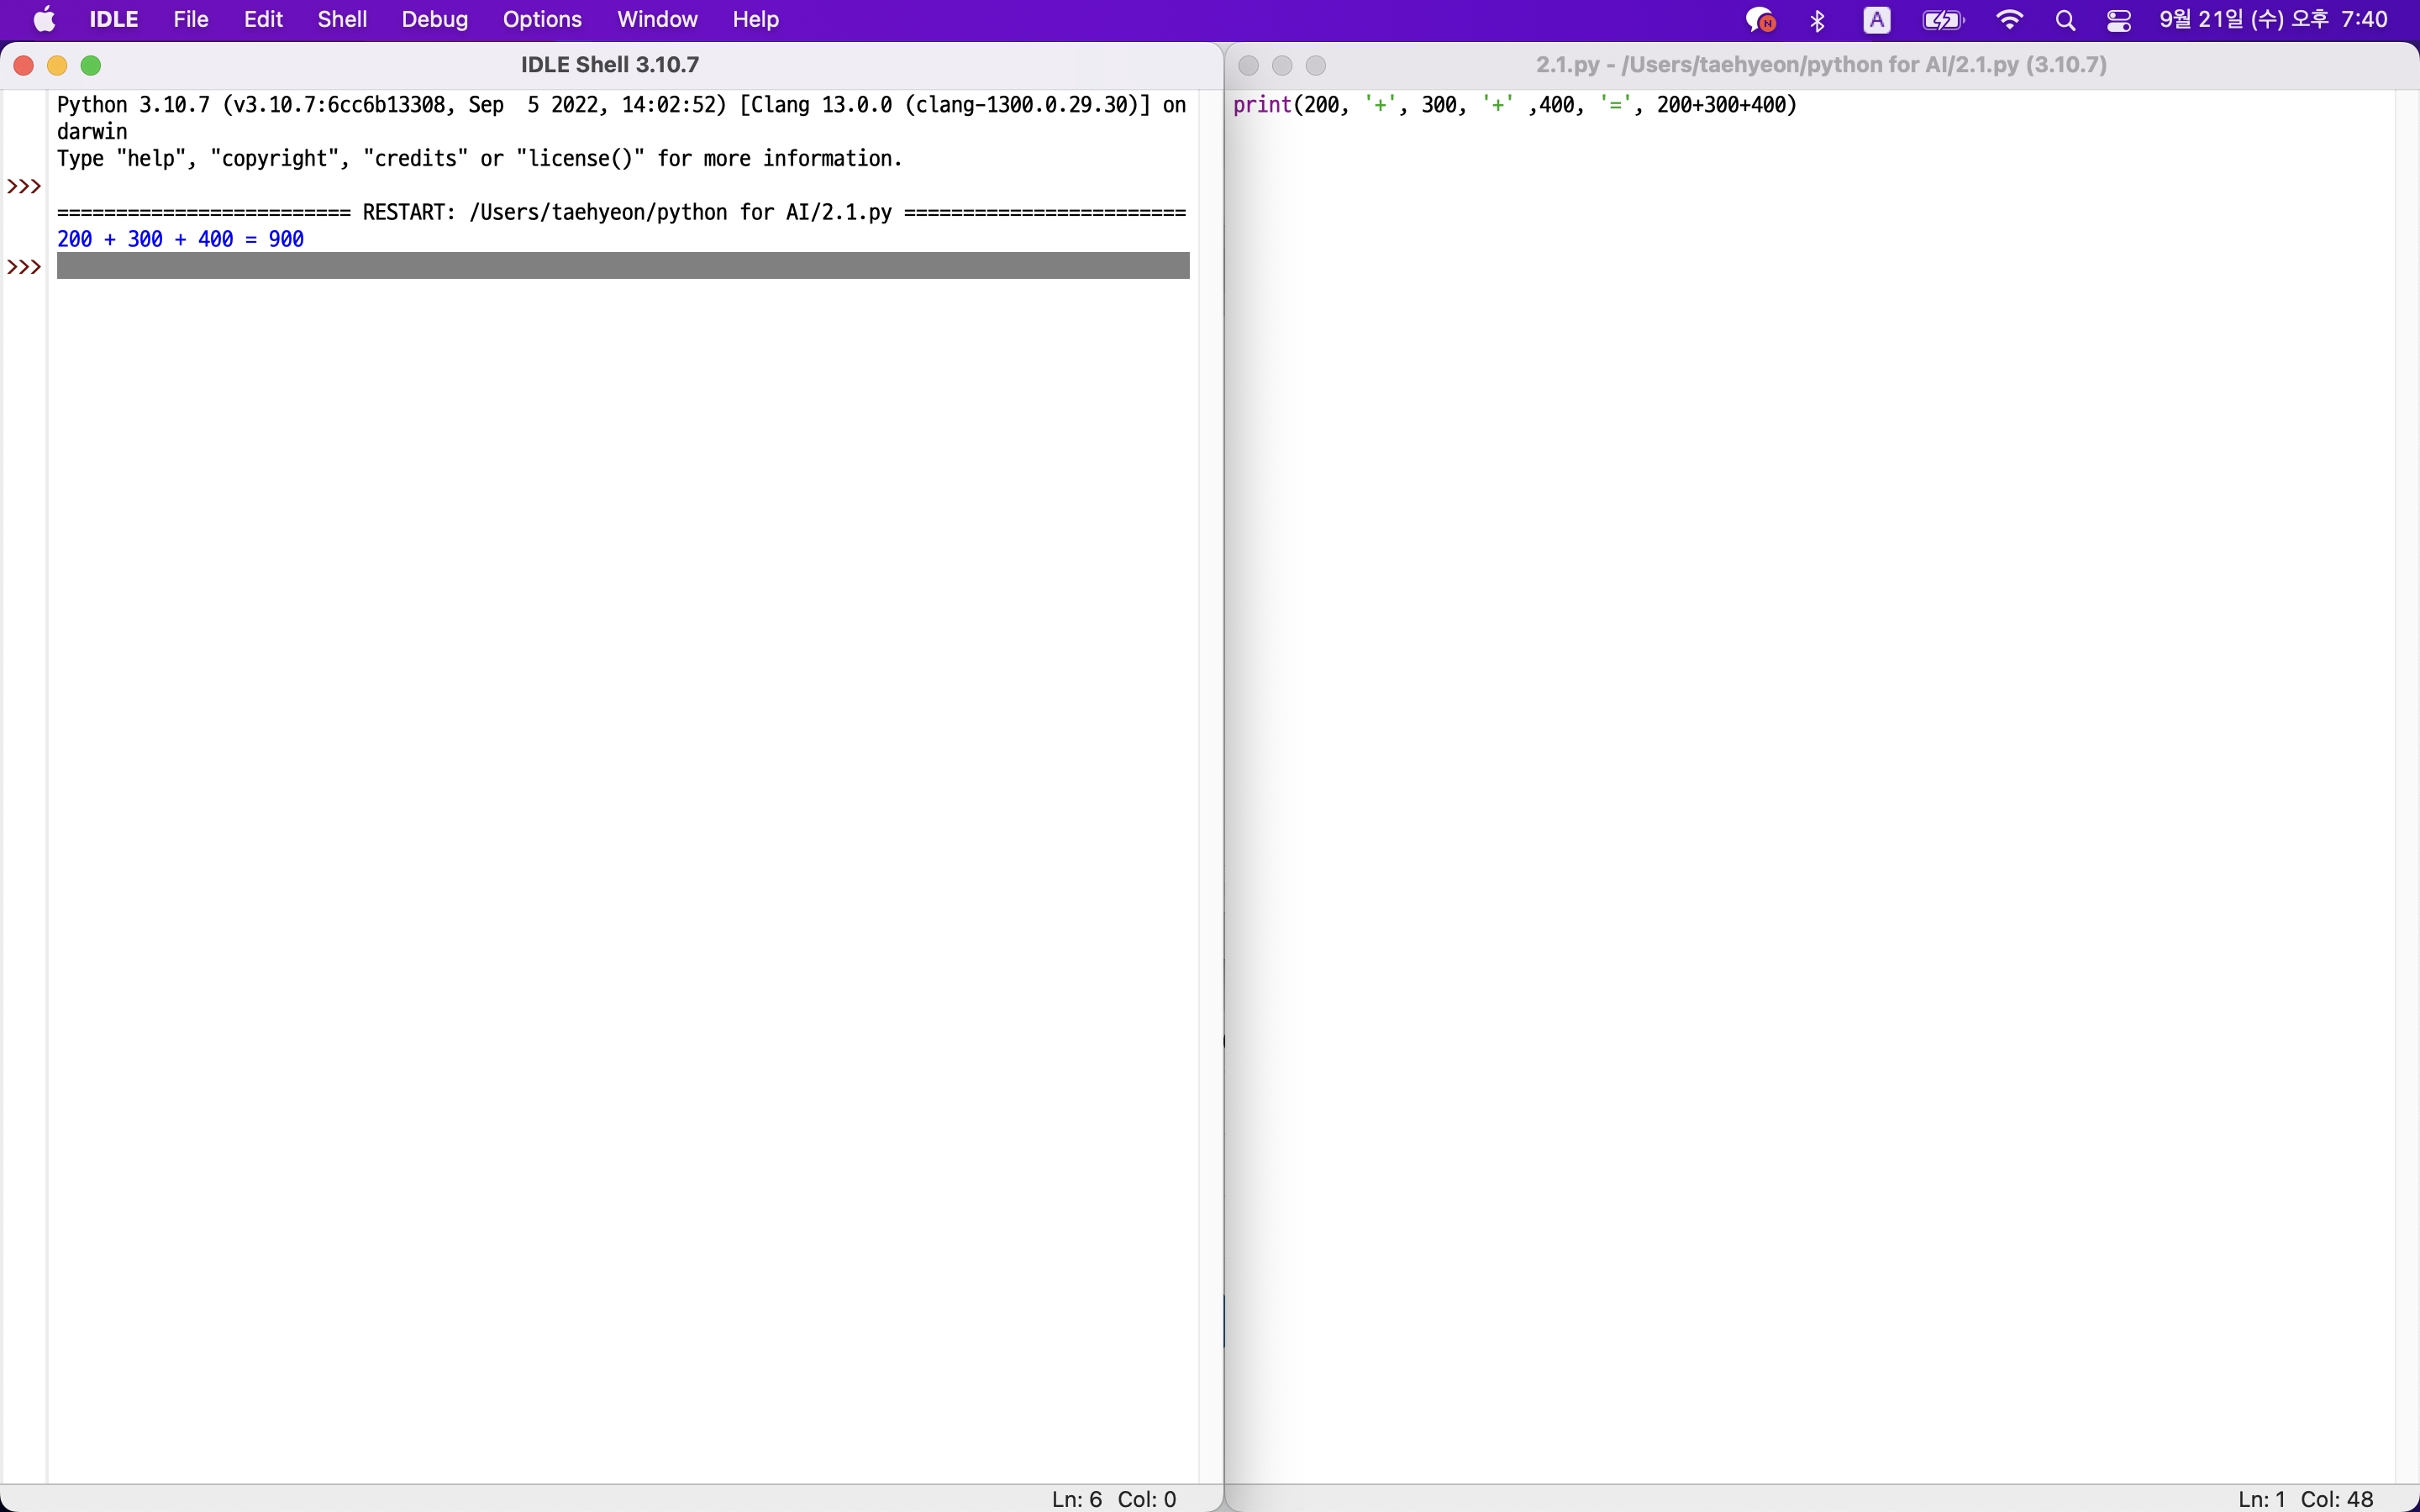 IDLE File Edit Shell Debug Options Window Help A 9월 21일 (수) 오후 7:40
IDLE Shell 3.10.7
Python 3.10.7 (v3.10.7:6cc6b13308, Sep  5 2022, 14:02:52) [Clang 13.0.0 (clang-1300.0.29.30)] on
darwin
Type "help", "copyright", "credits" or "license()" for more information.
>>>
========================= RESTART: /Users/taehyeon/python for AI/2.1.py ========================
200 + 300 + 400 = 900
>>>
Ln: 6 Col: 0
2.1.py - /Users/taehyeon/python for AI/2.1.py (3.10.7)
print(200, '+', 300, '+' ,400, '=', 200+300+400)
Ln: 1 Col: 48